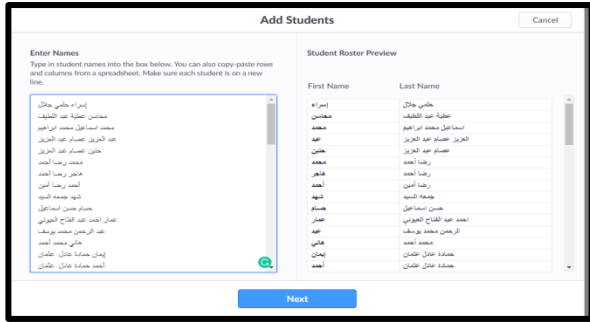 Add Students
Cancel
Enter Names
Type in student names into the box below. You can also copy-paste rows
and columns from a spreadsheet. Make sure each student is on a new
line.
إسراء حلمي جلال
محاسن عطية عبد اللطيف
محمد اسماعيل محمد ابراهيم
عبد العزيز عصام عبد العزيز
حنين عصام عبد العزيز
محمد رضا أحمد
هاجر رضا أحمد
أحمد رضا أمين
شهد جمعه السيد
حسام حسن اسماعيل
عمار احمد عبد الفتاح العيوني
عبد الرحمن محمد يوسف
هاني محمد أحمد
إيمان حمادة عادل عثمان
أحمد حمادة عادل عثمان
Student Roster Preview
First Name Last Name
إسراء حلمي جلال
محاسن عطية عبد اللطيف
محمد اسماعيل محمد ابراهيم
عبد العزيز عصام عبد العزيز
حنين عصام عبد العزيز
محمد رضا أحمد
هاجر رضا أحمد
أحمد رضا أمين
شهد جمعه السيد
حسام حسن اسماعيل
عمار احمد عبد الفتاح العيوني
عبد الرحمن محمد يوسف
هاني محمد أحمد
إيمان حمادة عادل عثمان
أحمد حمادة عادل عثمان
Next